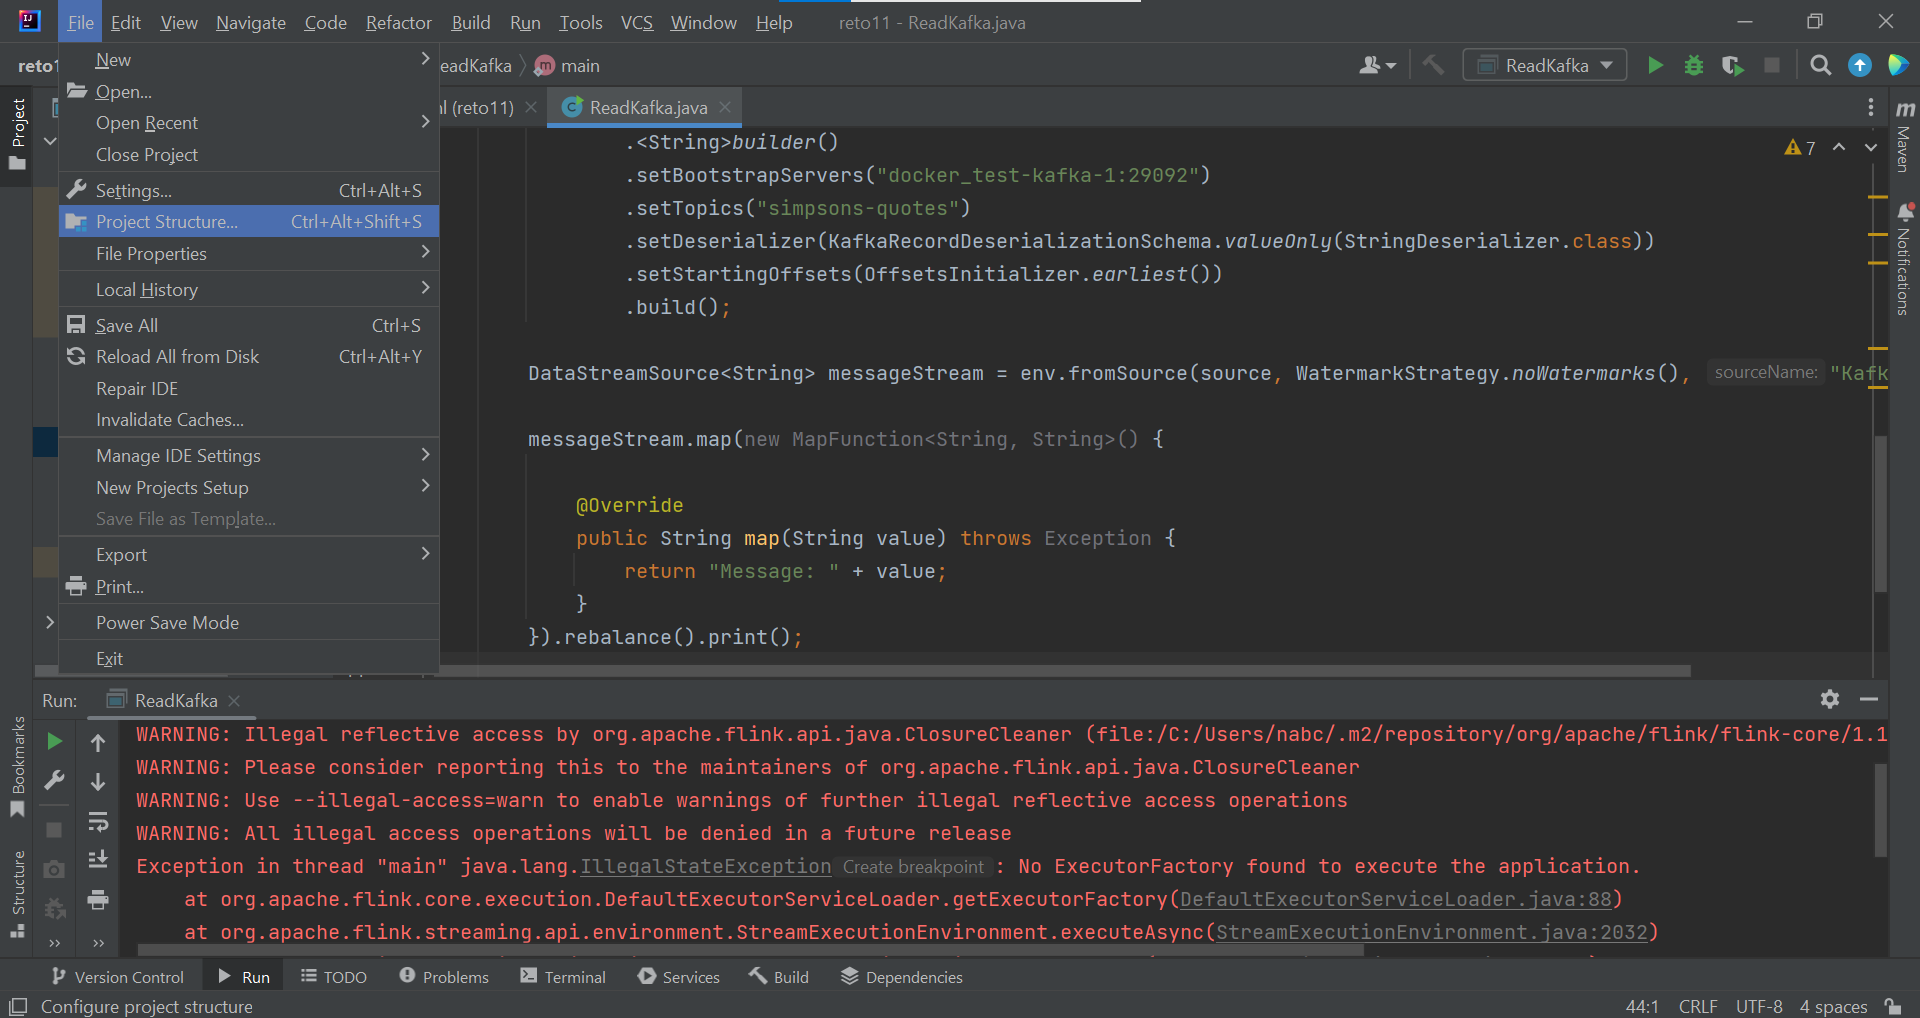 File Edit View Navigate Code Refactor Build Run Tools VCS Window Help reto11 - ReadKafka.java
reto1 eadKafka main ReadKafka
Project
New
Open...
Open Recent
Close Project
Settings... Ctrl+Alt+S
Project Structure... Ctrl+Alt+Shift+S
File Properties
Local History
Save All Ctrl+S
Reload All from Disk Ctrl+Alt+Y
Repair IDE
Invalidate Caches...
Manage IDE Settings
New Projects Setup
Save File as Template...
Export
Print...
Power Save Mode
Exit
l (reto11) ReadKafka.java
.<String>builder()
.setBootstrapServers("docker_test-kafka-1:29092")
.setTopics("simpsons-quotes")
.setDeserializer(KafkaRecordDeserializationSchema.valueOnly(StringDeserializer.class))
.setStartingOffsets(OffsetsInitializer.earliest())
.build();
DataStreamSource<String> messageStream = env.fromSource(source, WatermarkStrategy.noWatermarks(), sourceName: "Kafk
messageStream.map(new MapFunction<String, String>() {
@Override
public String map(String value) throws Exception {
return "Message: " + value;
}
}).rebalance().print();
7
Maven
Notifications
Run: ReadKafka
WARNING: Illegal reflective access by org.apache.flink.api.java.ClosureCleaner (file:/C:/Users/nabc/.m2/repository/org/apache/flink/flink-core/1.1
WARNING: Please consider reporting this to the maintainers of org.apache.flink.api.java.ClosureCleaner
WARNING: Use --illegal-access=warn to enable warnings of further illegal reflective access operations
WARNING: All illegal access operations will be denied in a future release
Exception in thread "main" java.lang.IllegalStateException Create breakpoint : No ExecutorFactory found to execute the application.
at org.apache.flink.core.execution.DefaultExecutorServiceLoader.getExecutorFactory(DefaultExecutorServiceLoader.java:88)
at org.apache.flink.streaming.api.environment.StreamExecutionEnvironment.executeAsync(StreamExecutionEnvironment.java:2032)
Bookmarks
Structure
Version Control Run TODO Problems Terminal Services Build Dependencies
Configure project structure 44:1 CRLF UTF-8 4 spaces